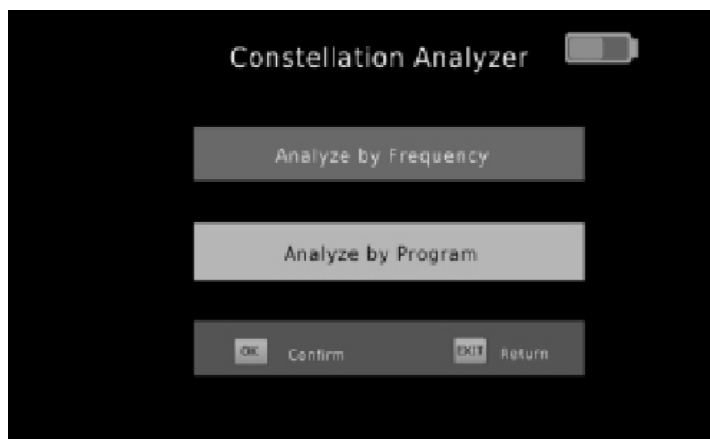 Constellation Analyzer
Analyze by Frequency
Analyze by Program
OK Confirm EXIT Return